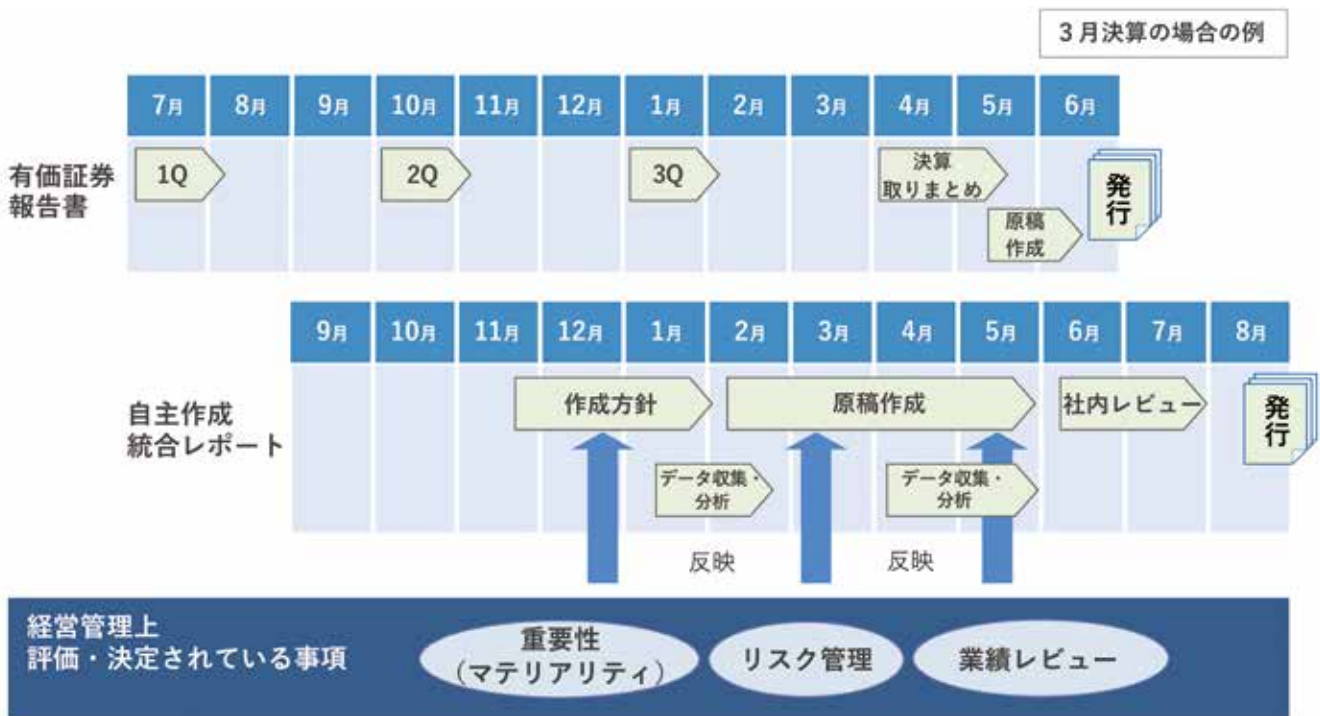 3月決算の場合の例
7月 8月 9月 10月 11月 12月 1月 2月 3月 4月 5月 6月
有価証券
報告書
1Q
2Q
3Q
決算
取りまとめ
原稿
作成
発
行
9月 10月 11月 12月 1月 2月 3月 4月 5月 6月 7月 8月
自主作成
統合レポート
作成方針
原稿作成
社内レビュー
発
行
データ収集・
分析
データ収集・
分析
反映
反映
経営管理上
評価・決定されている事項
重要性
（マテリアリティ）
リスク管理
業績レビュー